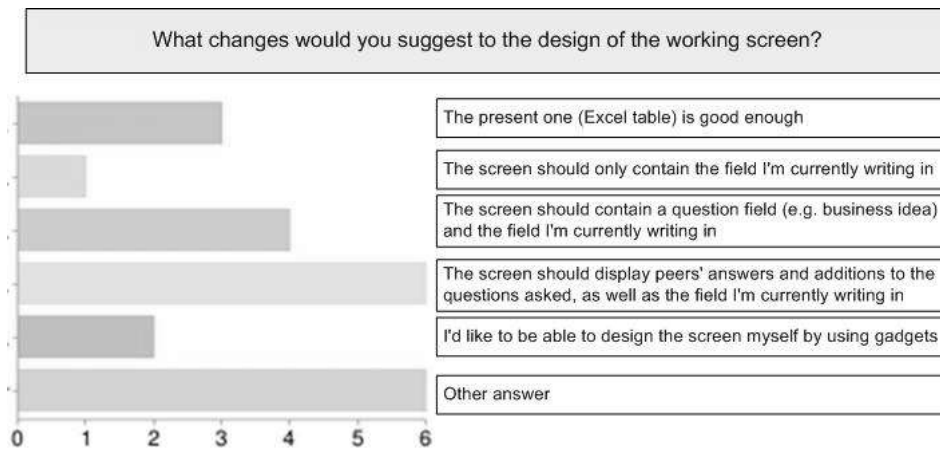 What changes would you suggest to the design of the working screen?
The present one (Excel table) is good enough
The screen should only contain the field I'm currently writing in
The screen should contain a question field (e.g. business idea)
and the field I'm currently writing in
The screen should display peers' answers and additions to the
questions asked, as well as the field I'm currently writing in
I'd like to be able to design the screen myself by using gadgets
Other answer
0 1 2 3 4 5 6